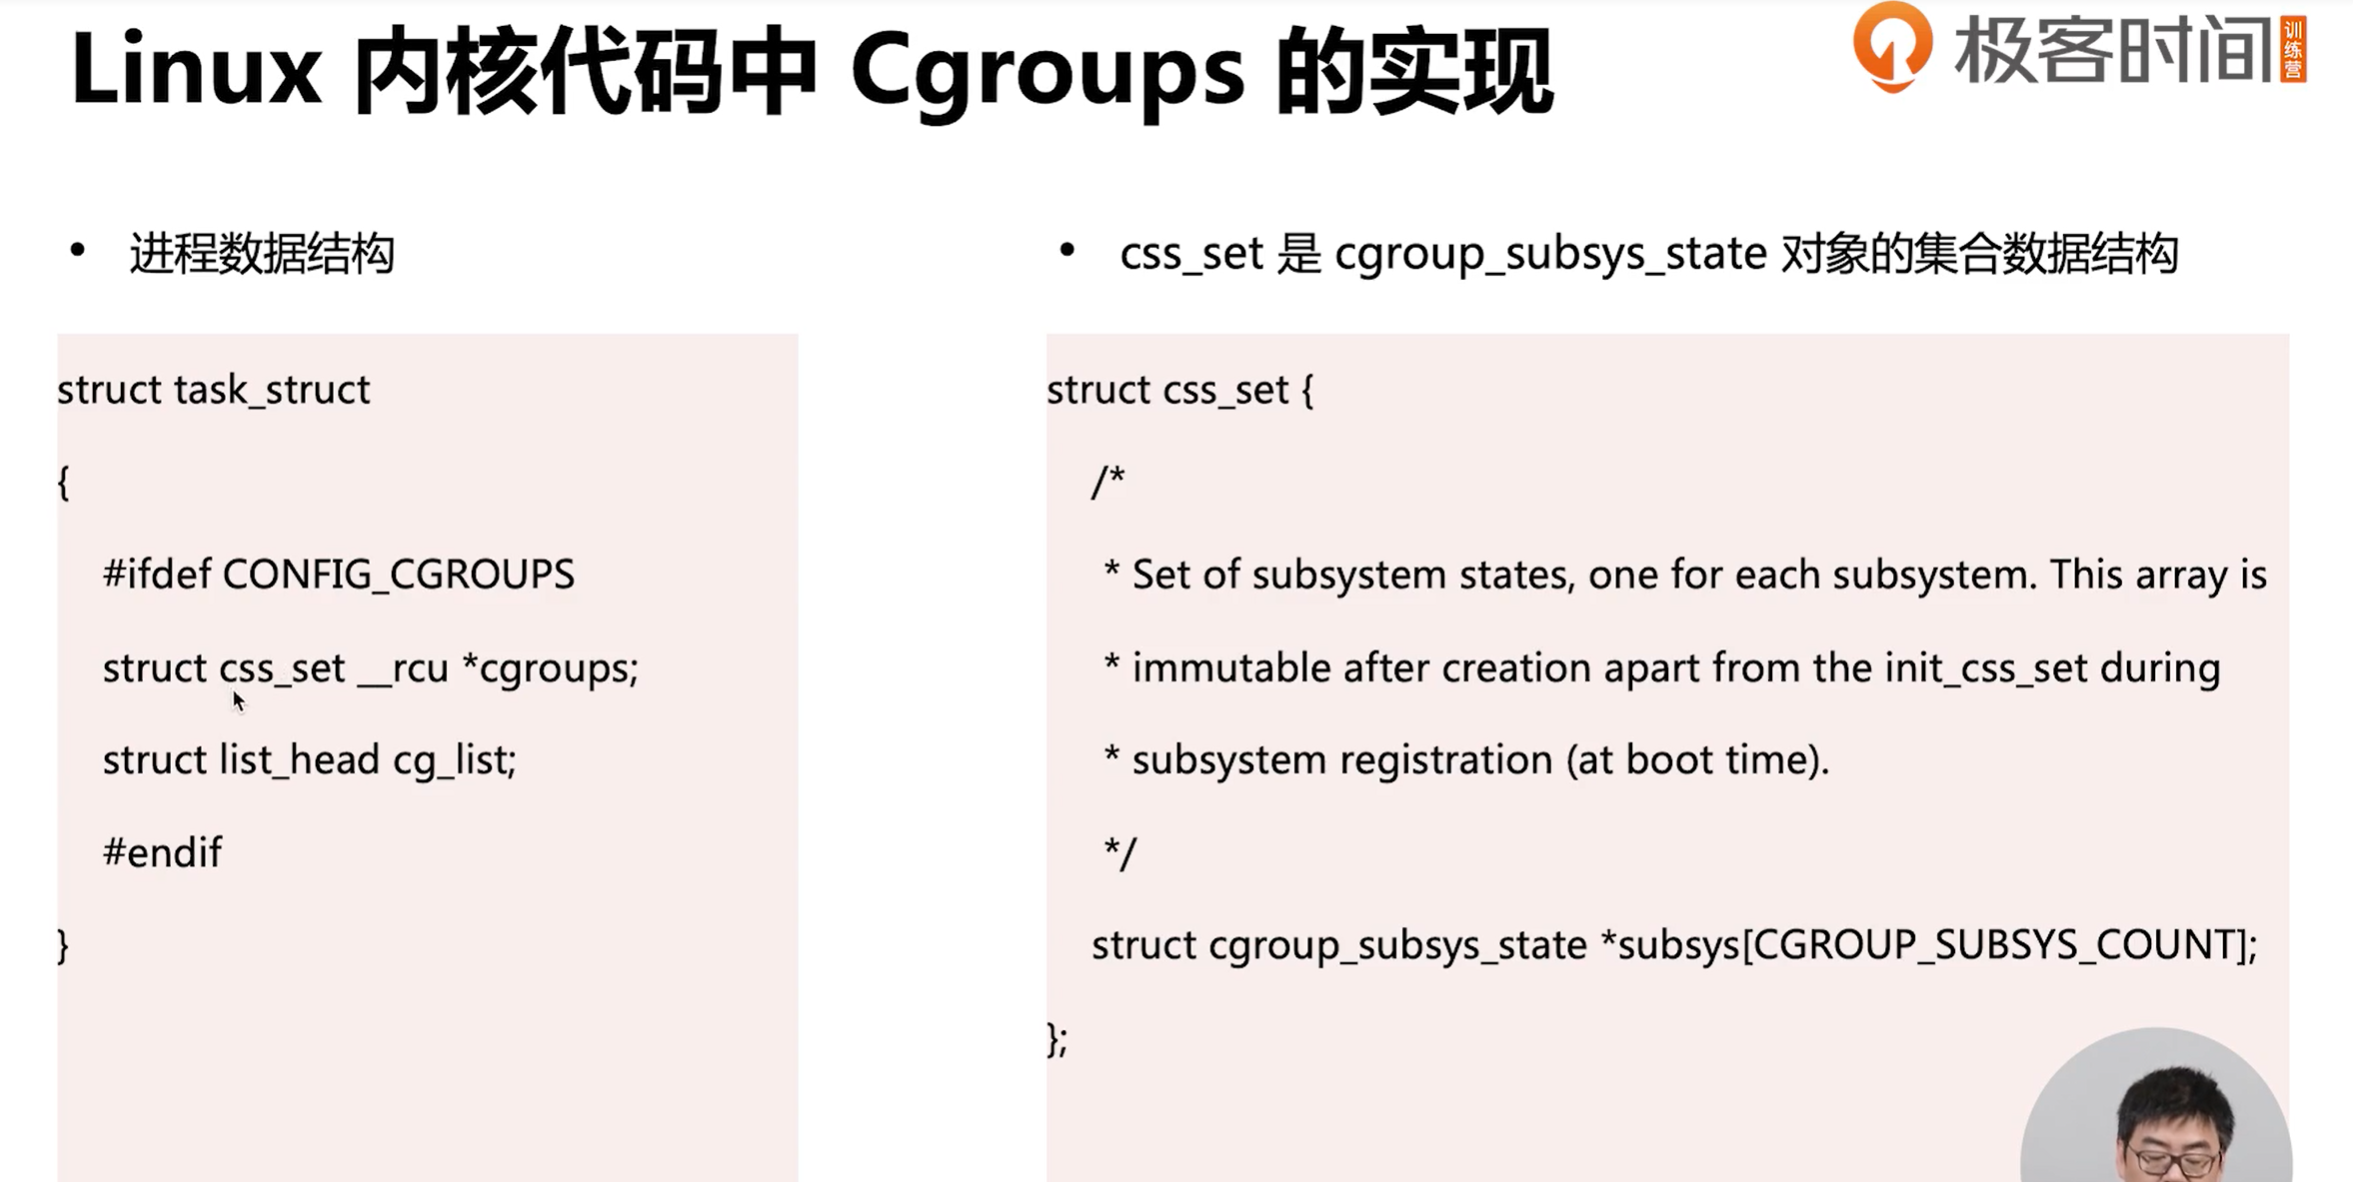 Linux 内核代码中 Cgroups 的实现
极客时间
训练营
• 进程数据结构
struct task_struct
{
#ifdef CONFIG_CGROUPS
struct css_set __rcu *cgroups;
struct list_head cg_list;
#endif
}
• css_set 是 cgroup_subsys_state 对象的集合数据结构
struct css_set {
/*
* Set of subsystem states, one for each subsystem. This array is
* immutable after creation apart from the init_css_set during
* subsystem registration (at boot time).
*/
struct cgroup_subsys_state *subsys[CGROUP_SUBSYS_COUNT];
};